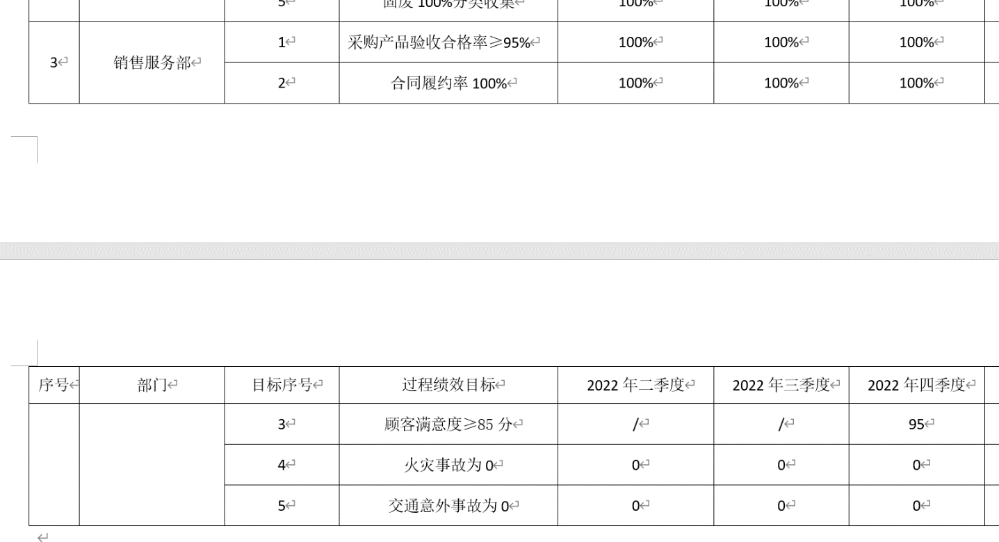 5 固废 100%分类收集 100% 100% 100%
3 销售服务部 1 采购产品验收合格率≥95% 100% 100% 100%
2 合同履约率 100% 100% 100% 100%
序号 部门 目标序号 过程绩效目标 2022 年二季度 2022 年三季度 2022 年四季度
3 顾客满意度≥85 分 / / 95
4 火灾事故为 0 0 0 0
5 交通意外事故为 0 0 0 0